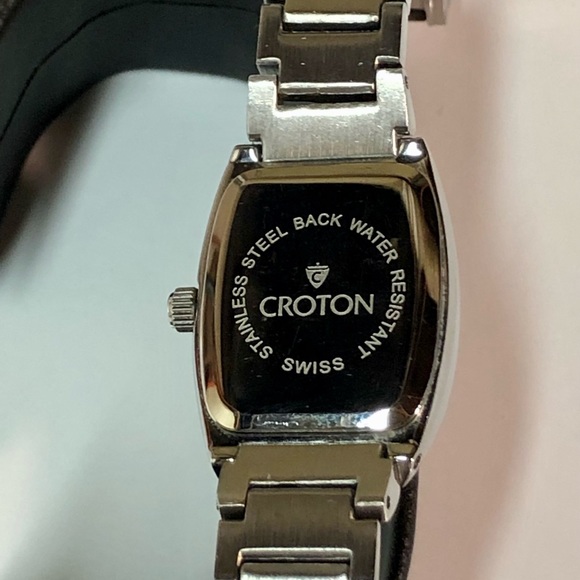 STAINLESS STEEL BACK WATER RESISTANT
C
CROTON
SWISS